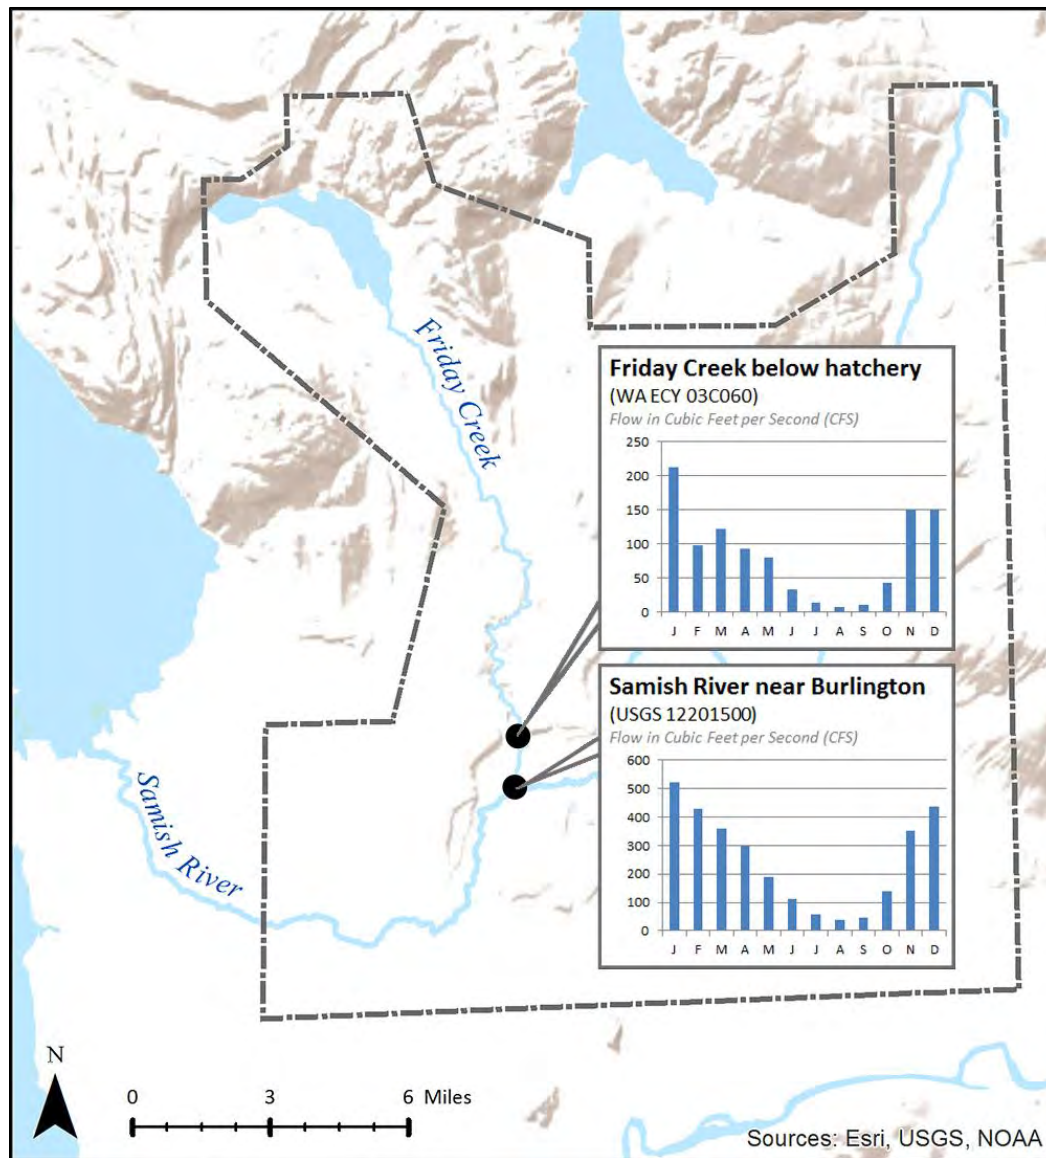 Friday Creek
Friday Creek below hatchery
(WA ECY 03C060)
Flow in Cubic Feet per Second (CFS)
250
200
150
100
50
0
J F M A M J J A S O N D
Samish River near Burlington
(USGS 12201500)
Flow in Cubic Feet per Second (CFS)
600
500
400
300
200
100
0
J F M A M J J A S O N D
Samish River
N
0 3 6 Miles
Sources: Esri, USGS, NOAA